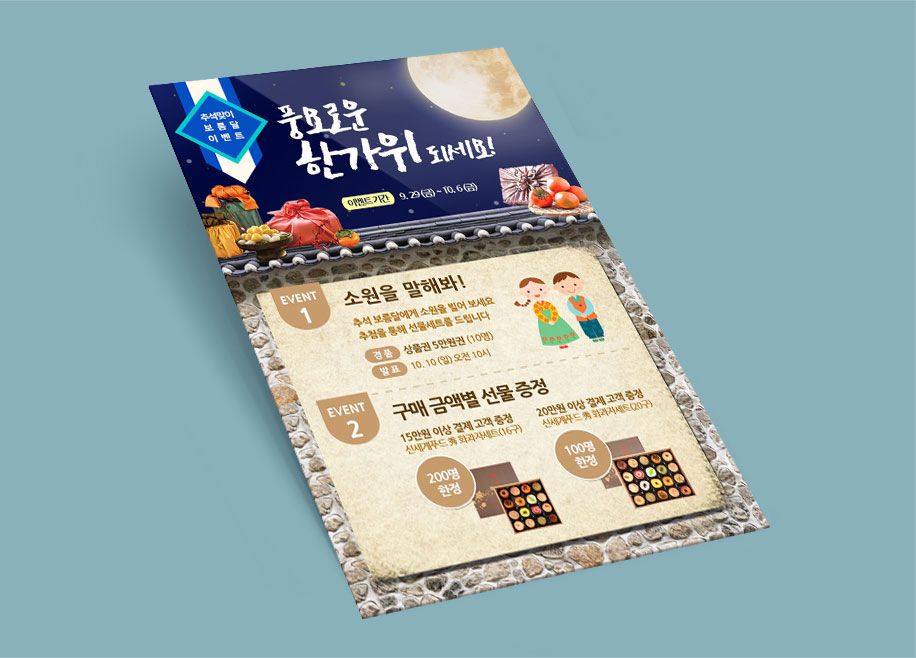 추석맞이
보름달
이벤트
풍요로운
한가위 되세요!
이벤트기간 9. 29 (금) ~ 10. 6 (금)
EVENT
1
소원을 말해봐!
추석 보름달에게 소원을 빌어 보세요
추첨을 통해 선물세트를 드립니다
경품 상품권 5만원권 (10명)
발표 10. 10 (일) 오전 10시
EVENT
2
구매 금액별 선물 증정
15만원 이상 결제 고객 증정
신세계푸드 秀 화과자세트(16구)
200명
한정
20만원 이상 결제 고객 증정
신세계푸드 秀 화과자세트(20구)
100명
한정